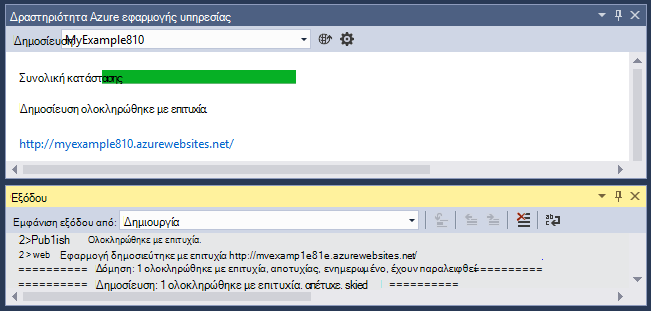 Δραστηριότητα Azure εφαρμογής υπηρεσίας
Δημοσίευση MyExample810
Συνολική κατάστασης
Δημοσίευση ολοκληρώθηκε με επιτυχία.
http://myexample810.azurewebsites.net/
Εξόδου
Εμφάνιση εξόδου από: Δημιουργία
2>Pub1ish Ολοκληρώθηκε με επιτυχία.
2 > web Εφαρμογή δημοσιεύτηκε με επιτυχία http://mvexamp1e81e.azurewebsites.net/
========== Δόμηση: 1 ολοκληρώθηκε με επιτυχία, αποτυχίας, ενημερωμένο, έχουν παραλειφθεί ==========
========== Δημοσίευση: 1 ολοκληρώθηκε με επιτυχία. απέτυχε. skied ==========